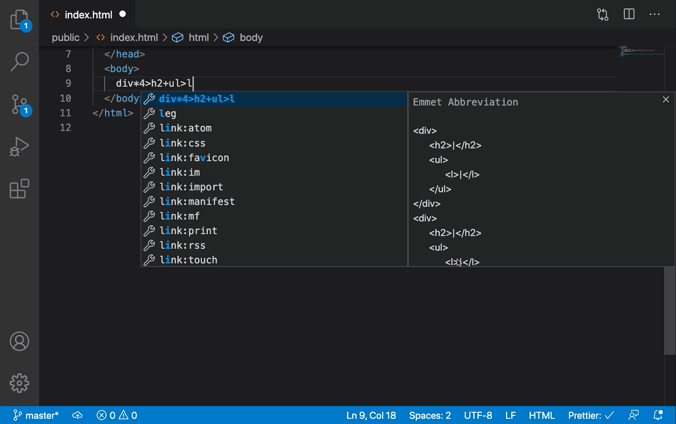 index.html
public > index.html > html > body
7 </head>
8 <body>
9 div*4>h2+ul>l
10 </body
11 </html>
12
div*4>h2+ul>l
leg
link:atom
link:css
link:favicon
link:im
link:import
link:manifest
link:mf
link:print
link:rss
link:touch
Emmet Abbreviation
<div>
<h2>|</h2>
<ul>
<l>|</l>
</ul>
</div>
<div>
<h2>|</h2>
<ul>
<l>|</l>
1
1
master*
0 0
Ln 9, Col 18
Spaces: 2
UTF-8
LF
HTML
Prettier: ✓